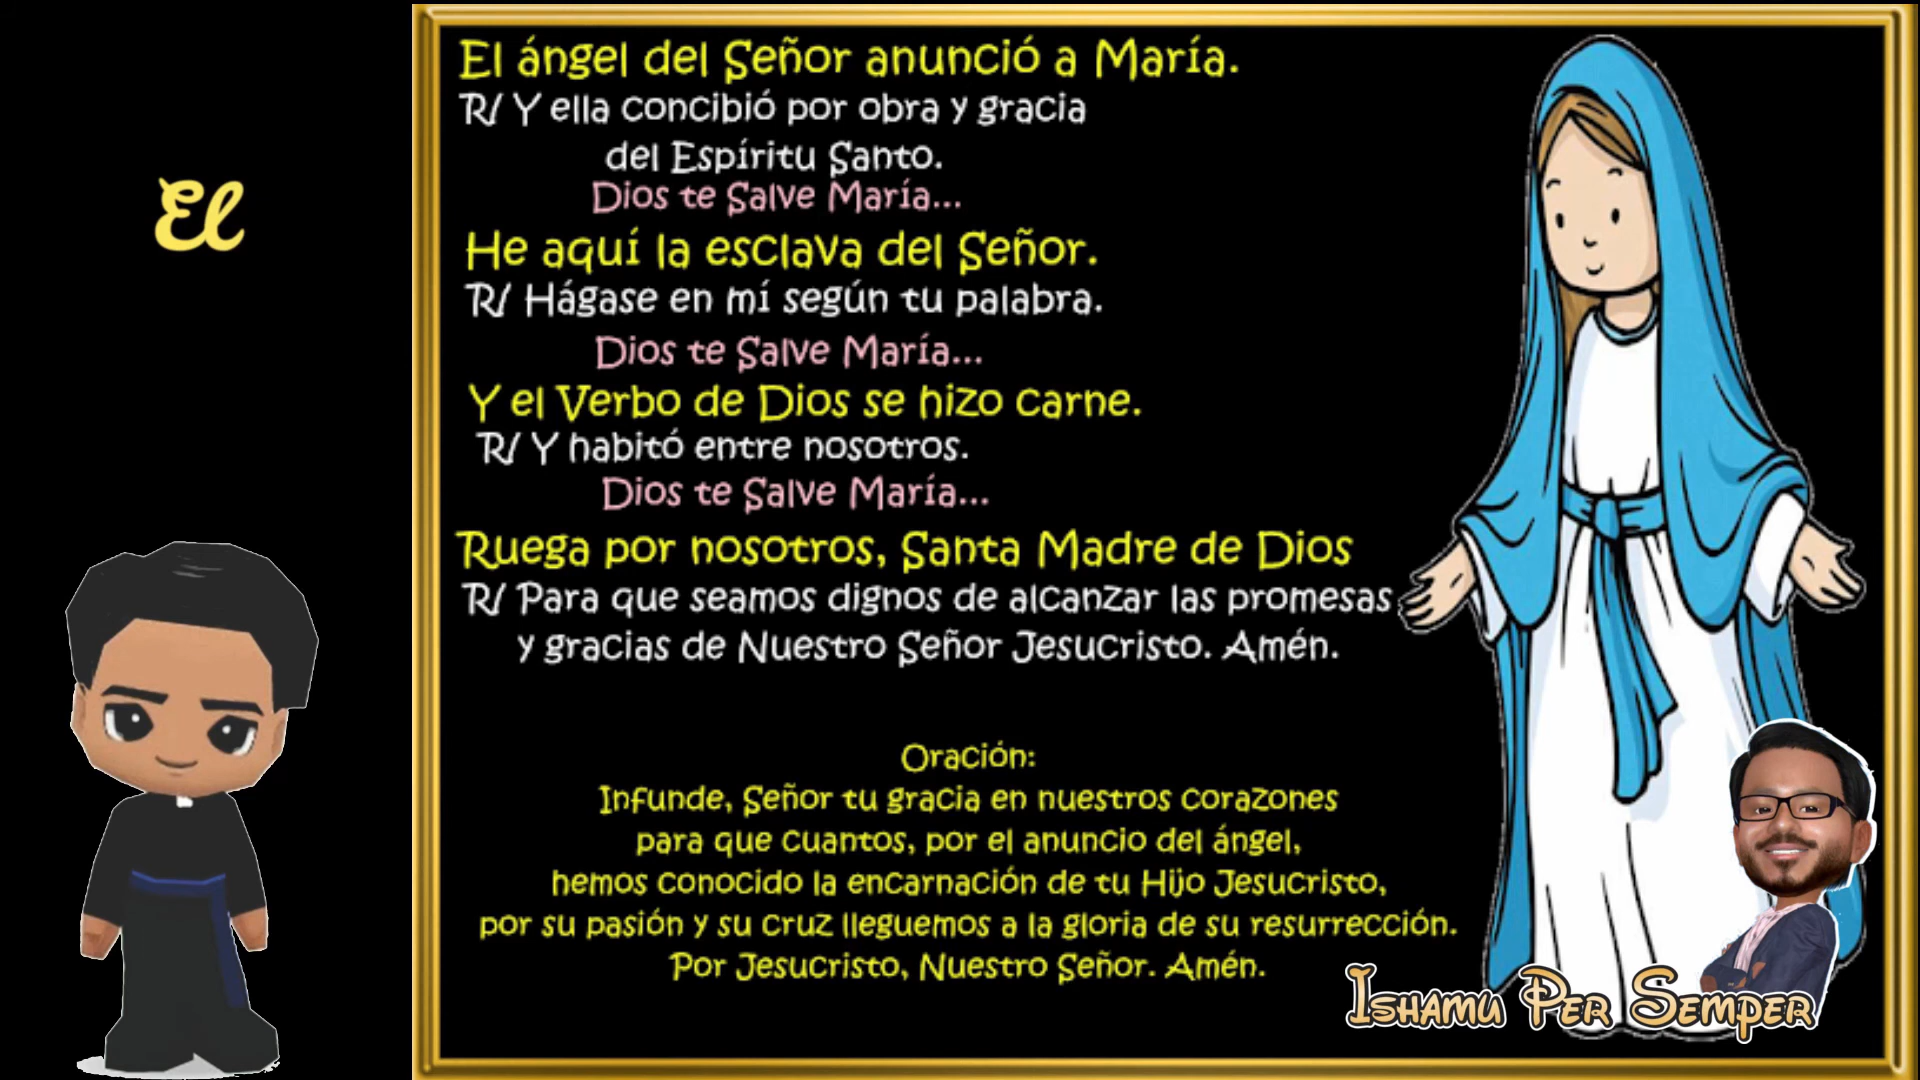 El
El ángel del Señor anunció a María.
R/ Y ella concibió por obra y gracia
del Espíritu Santo.
Dios te Salve María...
He aquí la esclava del Señor.
R/ Hágase en mí según tu palabra.
Dios te Salve María...
Y el Verbo de Dios se hizo carne.
R/ Y habitó entre nosotros.
Dios te Salve María...
Ruega por nosotros, Santa Madre de Dios
R/ Para que seamos dignos de alcanzar las promesas
y gracias de Nuestro Señor Jesucristo. Amén.
Oración:
Infunde, Señor tu gracia en nuestros corazones
para que cuantos, por el anuncio del ángel,
hemos conocido la encarnación de tu Hijo Jesucristo,
por su pasión y su cruz lleguemos a la gloria de su resurrección.
Por Jesucristo, Nuestro Señor. Amén.
Ishamu Per Semper